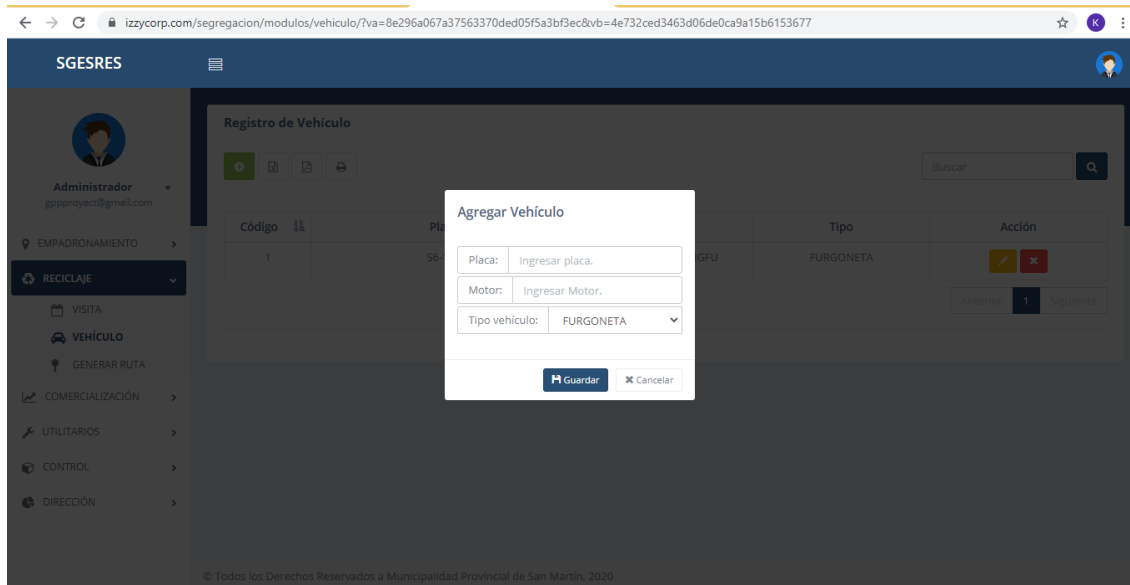 izzycorp.com/segregacion/modulos/vehiculo/?va=8e296a067a37563370ded05f5a3bf3ec&vb=4e732ced3463d06de0ca9a15b6153677
K
SGESRES
Administrador
gppproyect@gmail.com
EMPADRONAMIENTO
RECICLAJE
VISITA
VEHÍCULO
GENERAR RUTA
COMERCIALIZACIÓN
UTILITARIOS
CONTROL
DIRECCIÓN
Registro de Vehículo
Buscar
Código Pla Tipo Acción
1 S6- GFU FURGONETA
Anterior 1 Siguiente
Agregar Vehículo
Placa: Ingresar placa.
Motor: Ingresar Motor.
Tipo vehículo: FURGONETA
Guardar Cancelar
© Todos los Derechos Reservados a Municipalidad Provincial de San Martín, 2020